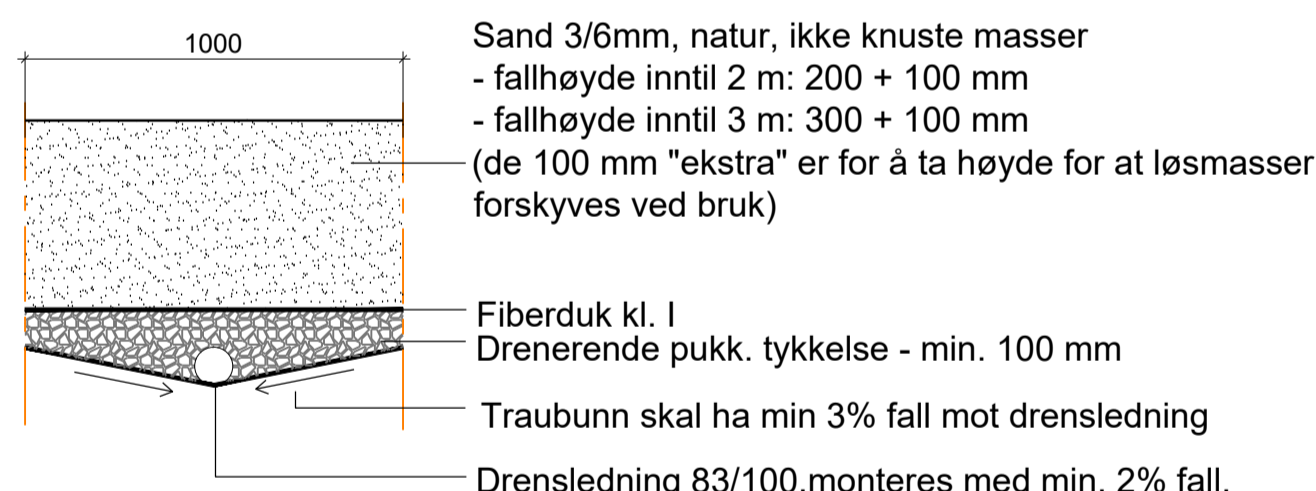 1000
Sand 3/6mm, natur, ikke knuste masser
- fallhøyde inntil 2 m: 200 + 100 mm
- fallhøyde inntil 3 m: 300 + 100 mm
(de 100 mm "ekstra" er for å ta høyde for at løsmasser
forskyves ved bruk)
Fiberduk kl. I
Drenerende pukk. tykkelse - min. 100 mm
Traubunn skal ha min 3% fall mot drensledning
Drensledning 83/100,monteres med min. 2% fall.